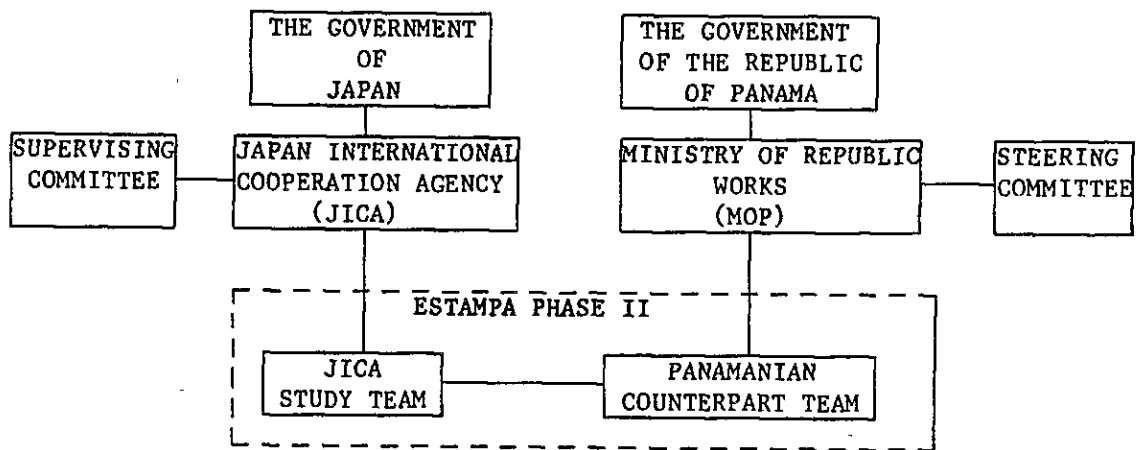 THE GOVERNMENT
OF
JAPAN
THE GOVERNMENT
OF THE REPUBLIC
OF PANAMA
SUPERVISING
COMMITTEE
JAPAN INTERNATIONAL
COOPERATION AGENCY
(JICA)
MINISTRY OF REPUBLIC
WORKS
(MOP)
STEERING
COMMITTEE
ESTAMPA PHASE II
JICA
STUDY TEAM
PANAMANIAN
COUNTERPART TEAM